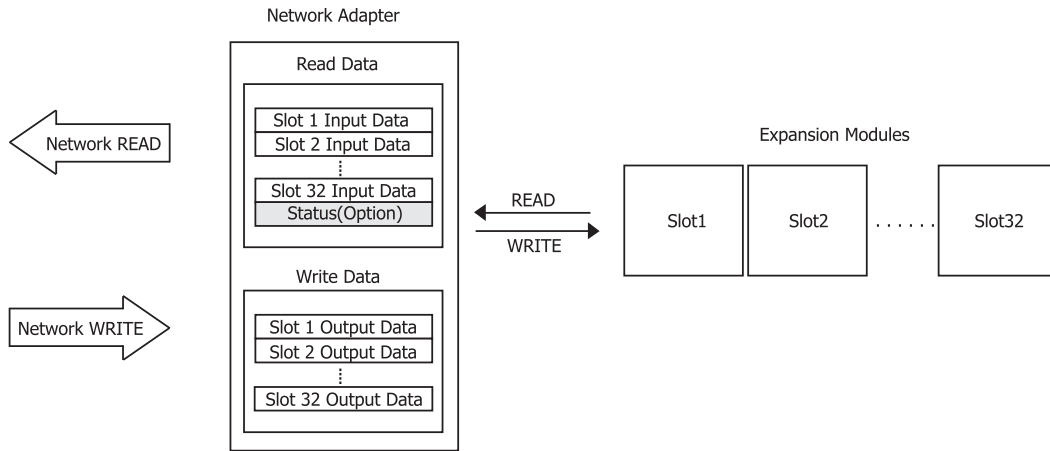 Network Adapter
Read Data
Slot 1 Input Data
Slot 2 Input Data
Slot 32 Input Data
Status(Option)
Write Data
Slot 1 Output Data
Slot 2 Output Data
Slot 32 Output Data
Network READ
Network WRITE
READ
WRITE
Expansion Modules
Slot1
Slot2
Slot32